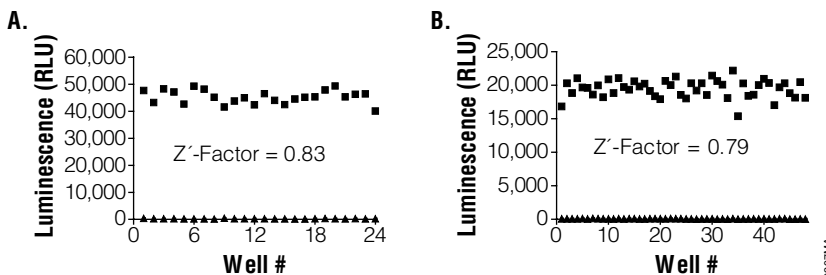 A.
Luminescence (RLU)
60,000
50,000
40,000
30,000
20,000
10,000
0
Z´-Factor = 0.83
0 6 12 18 24
Well #
B.
Luminescence (RLU)
25,000
20,000
15,000
10,000
5,000
0
Z´-Factor = 0.79
0 10 20 30 40
Well #